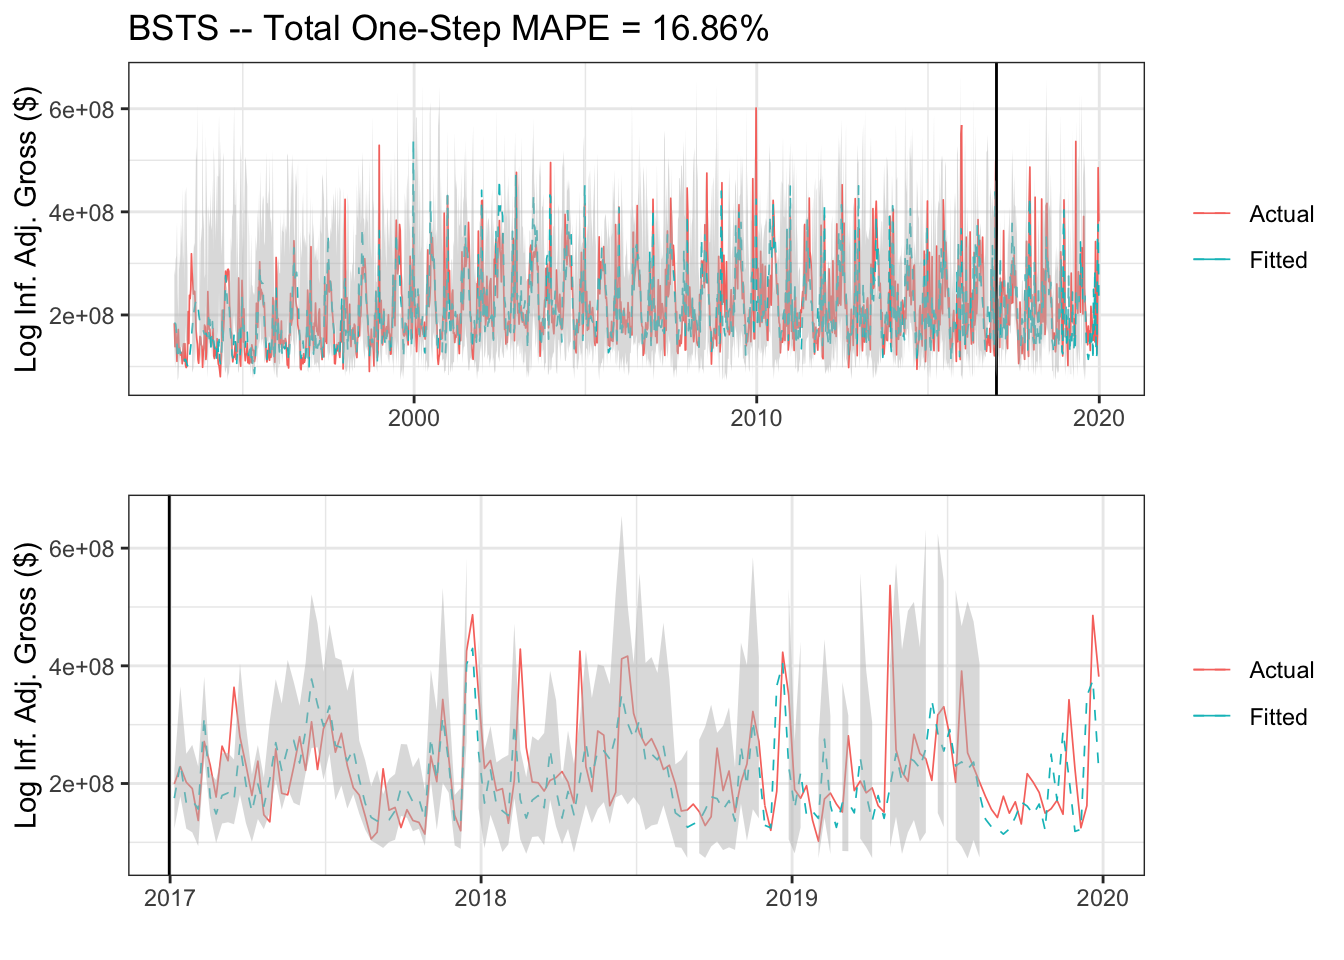 BSTS -- Total One-Step MAPE = 16.86%
Log Inf. Adj. Gross ($)
6e+08
4e+08
2e+08
2000
2010
2020
Actual
Fitted
Log Inf. Adj. Gross ($)
6e+08
4e+08
2e+08
2017
2018
2019
2020
Actual
Fitted